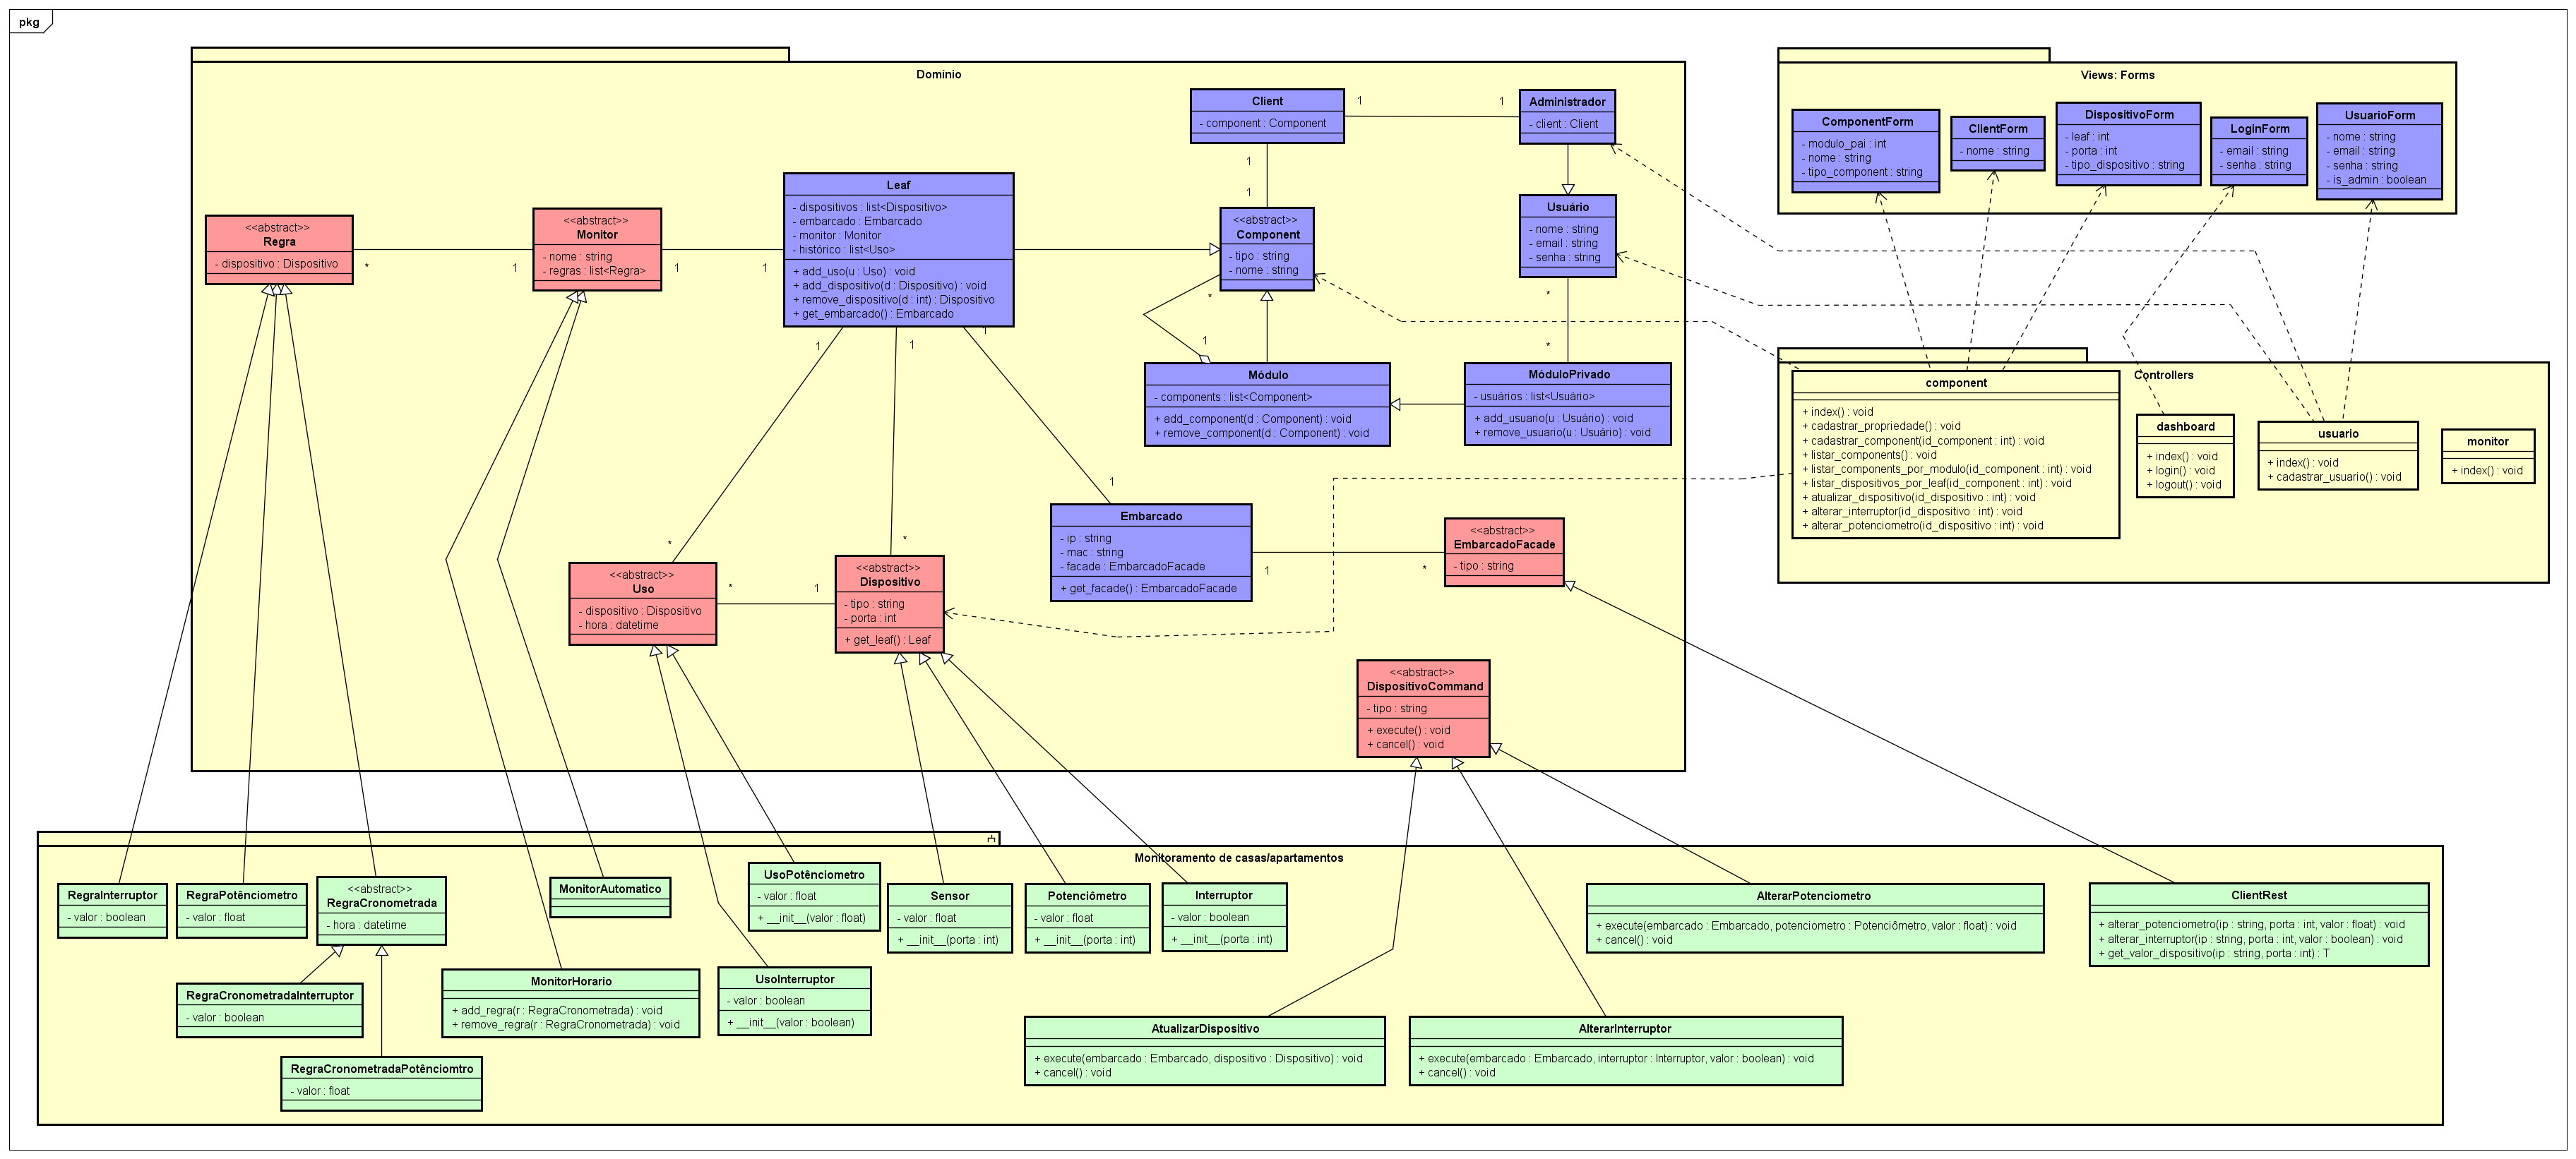 pkg
Domínio
Client
- component : Component
1
1
Administrador
- client : Client
1
1
Leaf
- dispositivos : list<Dispositivo>
- embarcado : Embarcado
- monitor : Monitor
- histórico : list<Uso>
+ add_uso(u : Uso) : void
+ add_dispositivo(d : Dispositivo) : void
+ remove_dispositivo(d : int) : Dispositivo
+ get_embarcado() : Embarcado
<<abstract>>
Regra
- dispositivo : Dispositivo
*
1
<<abstract>>
Monitor
- nome : string
- regras : list<Regra>
1
1
<<abstract>>
Component
- tipo : string
- nome : string
*
1
Usuário
- nome : string
- email : string
- senha : string
*
*
Módulo
- components : list<Component>
+ add_component(d : Component) : void
+ remove_component(d : Component) : void
MóduloPrivado
- usuários : list<Usuário>
+ add_usuario(u : Usuário) : void
+ remove_usuario(u : Usuário) : void
1
1
1
*
*
1
Embarcado
- ip : string
- mac : string
- facade : EmbarcadoFacade
+ get_facade() : EmbarcadoFacade
1
*
<<abstract>>
EmbarcadoFacade
- tipo : string
<<abstract>>
Uso
- dispositivo : Dispositivo
- hora : datetime
*
1
<<abstract>>
Dispositivo
- tipo : string
- porta : int
+ get_leaf() : Leaf
<<abstract>>
DispositivoCommand
- tipo : string
+ execute() : void
+ cancel() : void
Views: Forms
ComponentForm
- modulo_pai : int
- nome : string
- tipo_component : string
ClientForm
- nome : string
DispositivoForm
- leaf : int
- porta : int
- tipo_dispositivo : string
LoginForm
- email : string
- senha : string
UsuarioForm
- nome : string
- email : string
- senha : string
- is_admin : boolean
Controllers
component
+ index() : void
+ cadastrar_propriedade() : void
+ cadastrar_component(id_component : int) : void
+ listar_components() : void
+ listar_components_por_modulo(id_component : int) : void
+ listar_dispositivos_por_leaf(id_component : int) : void
+ atualizar_dispositivo(id_dispositivo : int) : void
+ alterar_interruptor(id_dispositivo : int) : void
+ alterar_potenciometro(id_dispositivo : int) : void
dashboard
+ index() : void
+ login() : void
+ logout() : void
usuario
+ index() : void
+ cadastrar_usuario() : void
monitor
+ index() : void
Monitoramento de casas/apartamentos
RegraInterruptor
- valor : boolean
RegraPotênciometro
- valor : float
<<abstract>>
RegraCronometrada
- hora : datetime
MonitorAutomatico
UsoPotênciometro
- valor : float
+ __init__(valor : float)
Sensor
- valor : float
+ __init__(porta : int)
Potenciômetro
- valor : float
+ __init__(porta : int)
Interruptor
- valor : boolean
+ __init__(porta : int)
AlterarPotenciometro
+ execute(embarcado : Embarcado, potenciometro : Potenciômetro, valor : float) : void
+ cancel() : void
ClientRest
+ alterar_potenciometro(ip : string, porta : int, valor : float) : void
+ alterar_interruptor(ip : string, porta : int, valor : boolean) : void
+ get_valor_dispositivo(ip : string, porta : int) : T
RegraCronometradaInterruptor
- valor : boolean
MonitorHorario
+ add_regra(r : RegraCronometrada) : void
+ remove_regra(r : RegraCronometrada) : void
UsoInterruptor
- valor : boolean
+ __init__(valor : boolean)
AtualizarDispositivo
+ execute(embarcado : Embarcado, dispositivo : Dispositivo) : void
+ cancel() : void
AlterarInterruptor
+ execute(embarcado : Embarcado, interruptor : Interruptor, valor : boolean) : void
+ cancel() : void
RegraCronometradaPotênciomtro
- valor : float